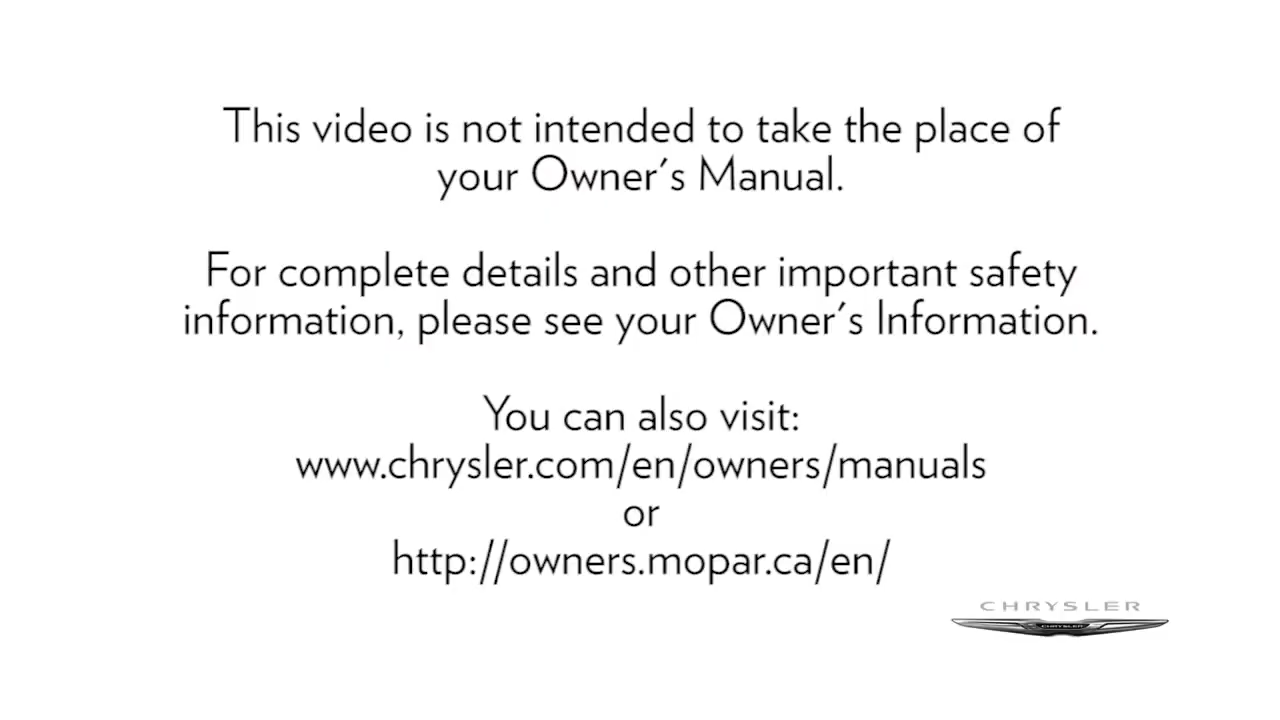 This video is not intended to take the place of
your Owner's Manual.
For complete details and other important safety
information, please see your Owner's Information.
You can also visit:
www.chrysler.com/en/owners/manuals
or
http://owners.mopar.ca/en/
CHRYSLER
CHRYSLER